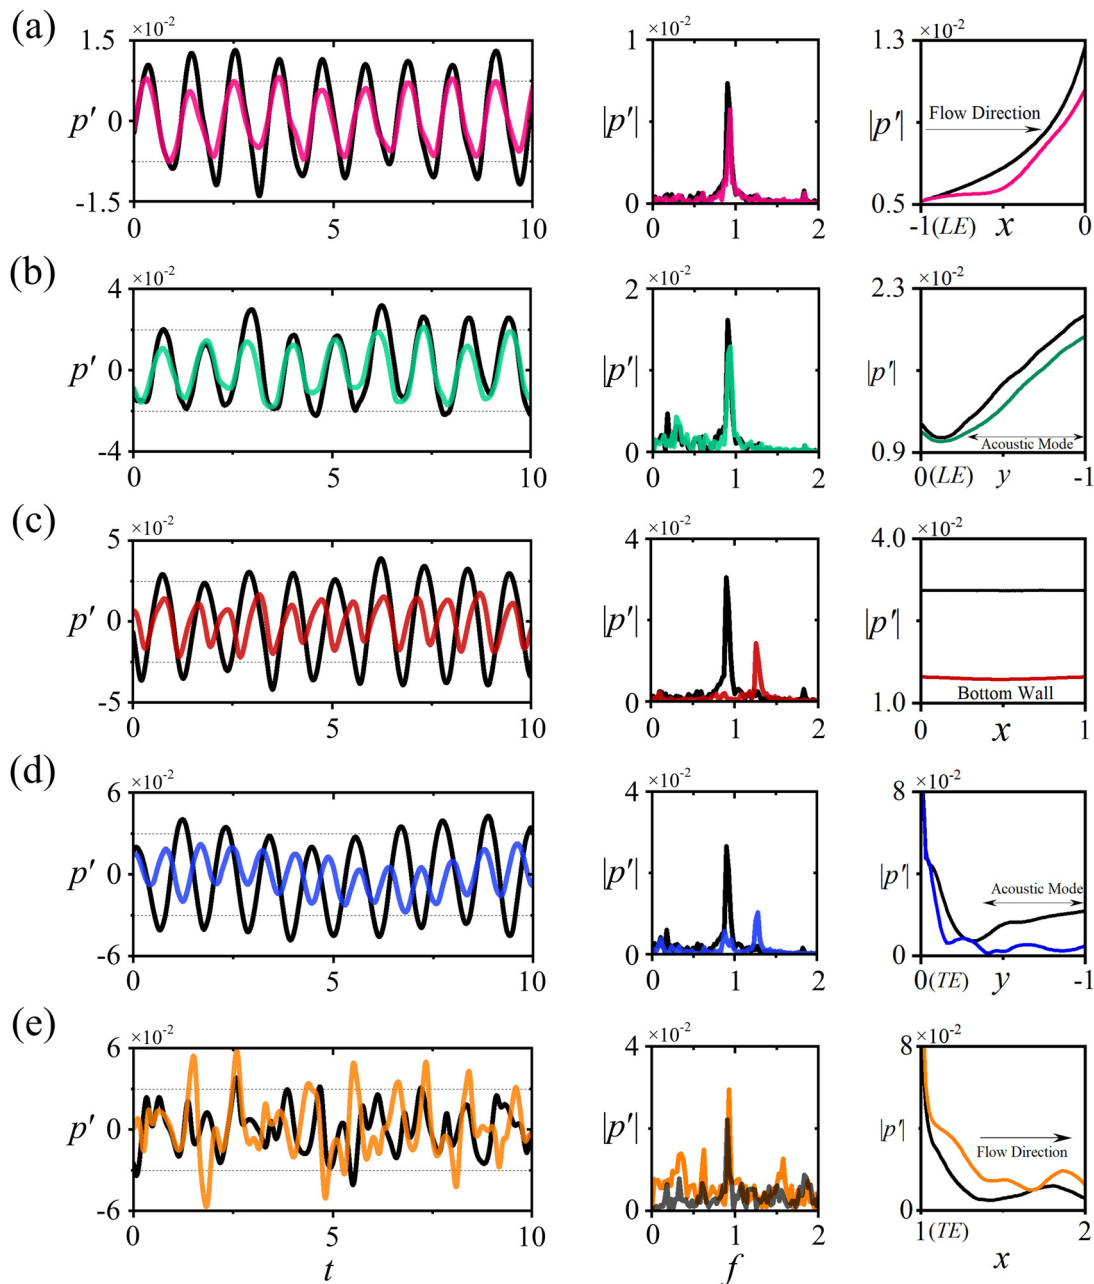 (a)
×10⁻²
1.5
p′
0
-1.5
0
5
10
×10⁻²
1
|p′|
0
0
1
2
×10⁻²
1.3
|p′|
Flow Direction
0.5
-1(LE)
x
0
(b)
×10⁻²
4
p′
0
-4
0
5
10
×10⁻²
2
|p′|
0
0
1
2
×10⁻²
2.3
|p′|
Acoustic Mode
0.9
0(LE)
y
-1
(c)
×10⁻²
5
p′
0
-5
0
5
10
×10⁻²
4
|p′|
0
0
1
2
×10⁻²
4.0
|p′|
Bottom Wall
1.0
0
x
1
(d)
×10⁻²
6
p′
0
-6
0
5
10
×10⁻²
4
|p′|
0
0
1
2
×10⁻²
8
|p′|
Acoustic Mode
0
0(TE)
y
-1
(e)
×10⁻²
6
p′
0
-6
0
5
10
t
×10⁻²
4
|p′|
0
0
1
2
f
×10⁻²
8
|p′|
Flow Direction
0
1(TE)
x
2